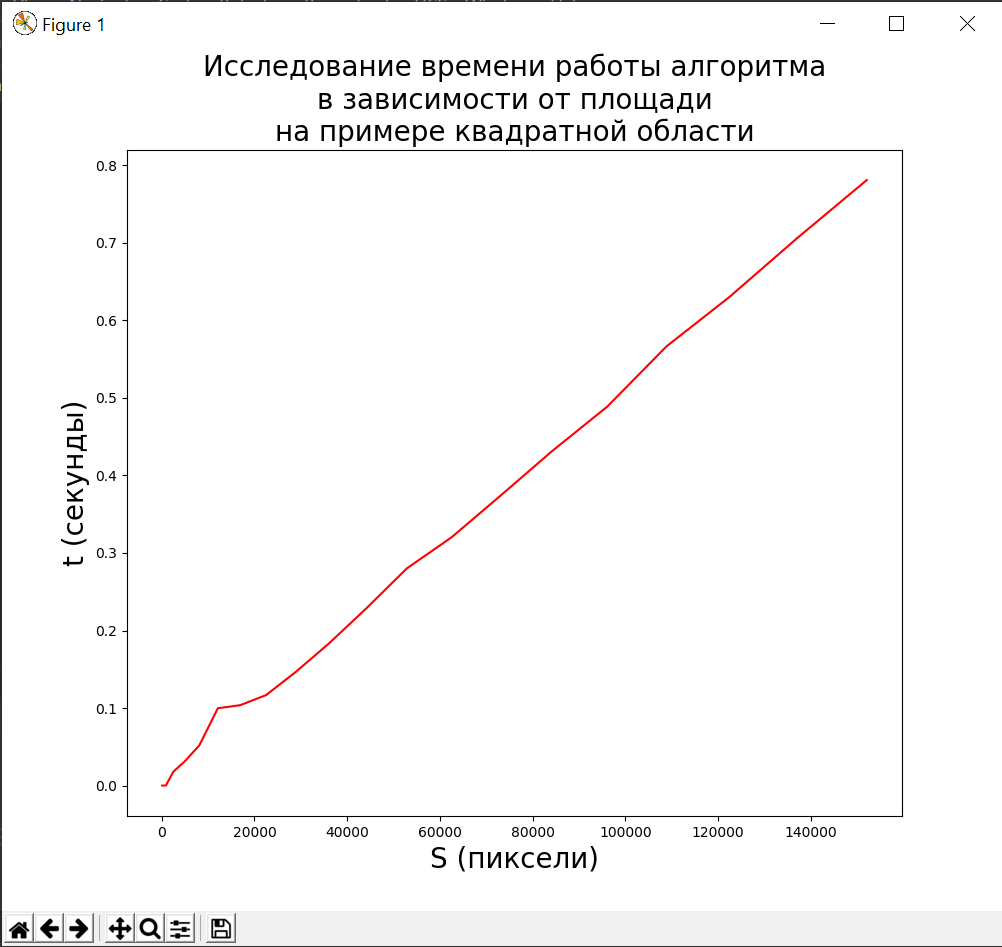 Figure 1
Исследование времени работы алгоритма
в зависимости от площади
на примере квадратной области
0.8
0.7
0.6
0.5
0.4
0.3
0.2
0.1
0.0
t (секунды)
0 20000 40000 60000 80000 100000 120000 140000
S (пиксели)